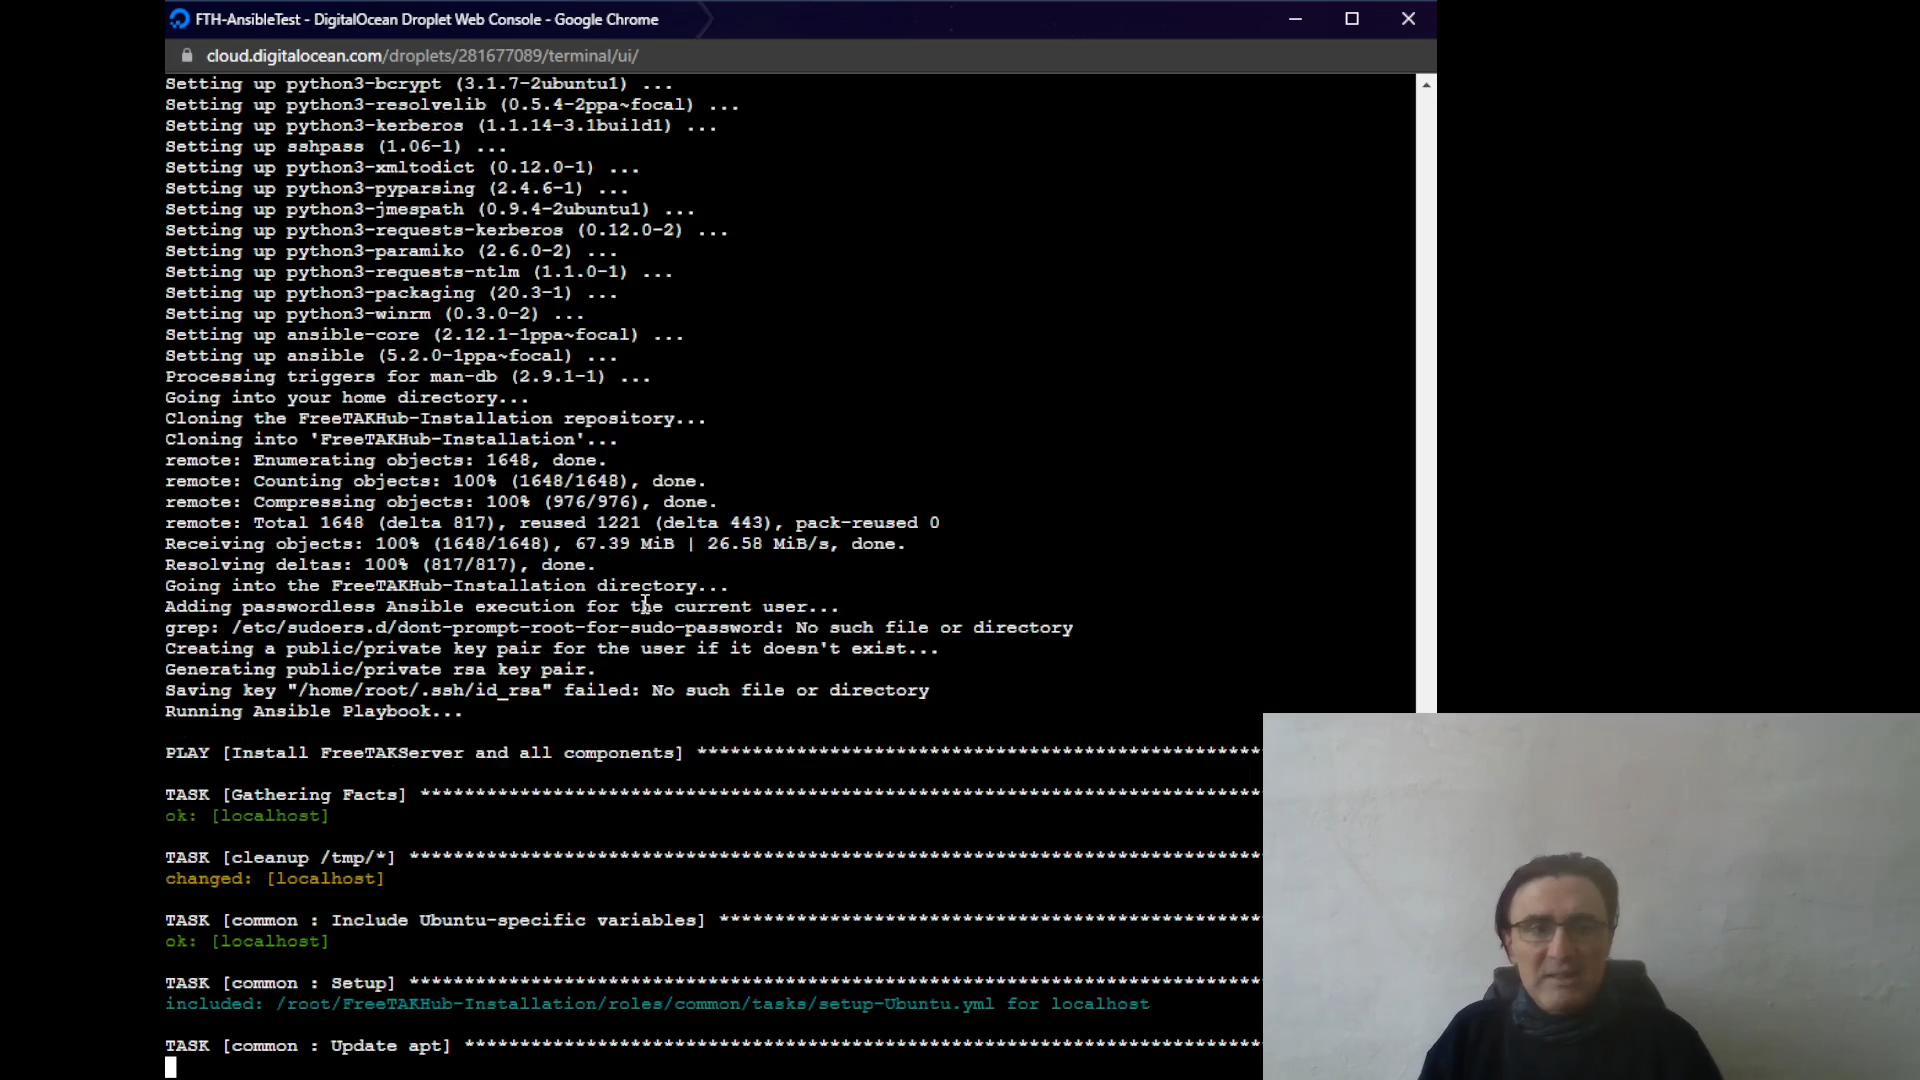 FTH-AnsibleTest - DigitalOcean Droplet Web Console - Google Chrome
cloud.digitalocean.com/droplets/281677089/terminal/ui/
Setting up python3-bcrypt (3.1.7-2ubuntu1) ...
Setting up python3-resolvelib (0.5.4-2ppa~focal) ...
Setting up python3-kerberos (1.1.14-3.1build1) ...
Setting up sshpass (1.06-1) ...
Setting up python3-xmltodict (0.12.0-1) ...
Setting up python3-pyparsing (2.4.6-1) ...
Setting up python3-jmespath (0.9.4-2ubuntu1) ...
Setting up python3-requests-kerberos (0.12.0-2) ...
Setting up python3-paramiko (2.6.0-2) ...
Setting up python3-requests-ntlm (1.1.0-1) ...
Setting up python3-packaging (20.3-1) ...
Setting up python3-winrm (0.3.0-2) ...
Setting up ansible-core (2.12.1-1ppa~focal) ...
Setting up ansible (5.2.0-1ppa~focal) ...
Processing triggers for man-db (2.9.1-1) ...
Going into your home directory...
Cloning the FreeTAKHub-Installation repository...
Cloning into 'FreeTAKHub-Installation'...
remote: Enumerating objects: 1648, done.
remote: Counting objects: 100% (1648/1648), done.
remote: Compressing objects: 100% (976/976), done.
remote: Total 1648 (delta 817), reused 1221 (delta 443), pack-reused 0
Receiving objects: 100% (1648/1648), 67.39 MiB | 26.58 MiB/s, done.
Resolving deltas: 100% (817/817), done.
Going into the FreeTAKHub-Installation directory...
Adding passwordless Ansible execution for the current user...
grep: /etc/sudoers.d/dont-prompt-root-for-sudo-password: No such file or directory
Creating a public/private key pair for the user if it doesn't exist...
Generating public/private rsa key pair.
Saving key "/home/root/.ssh/id_rsa" failed: No such file or directory
Running Ansible Playbook...
PLAY [Install FreeTAKServer and all components] ***************************************************
TASK [Gathering Facts] ****************************************************************************
ok: [localhost]
TASK [cleanup /tmp/*] *****************************************************************************
changed: [localhost]
TASK [common : Include Ubuntu-specific variables] *************************************************
ok: [localhost]
TASK [common : Setup] *****************************************************************************
included: /root/FreeTAKHub-Installation/roles/common/tasks/setup-Ubuntu.yml for localhost
TASK [common : Update apt] ************************************************************************